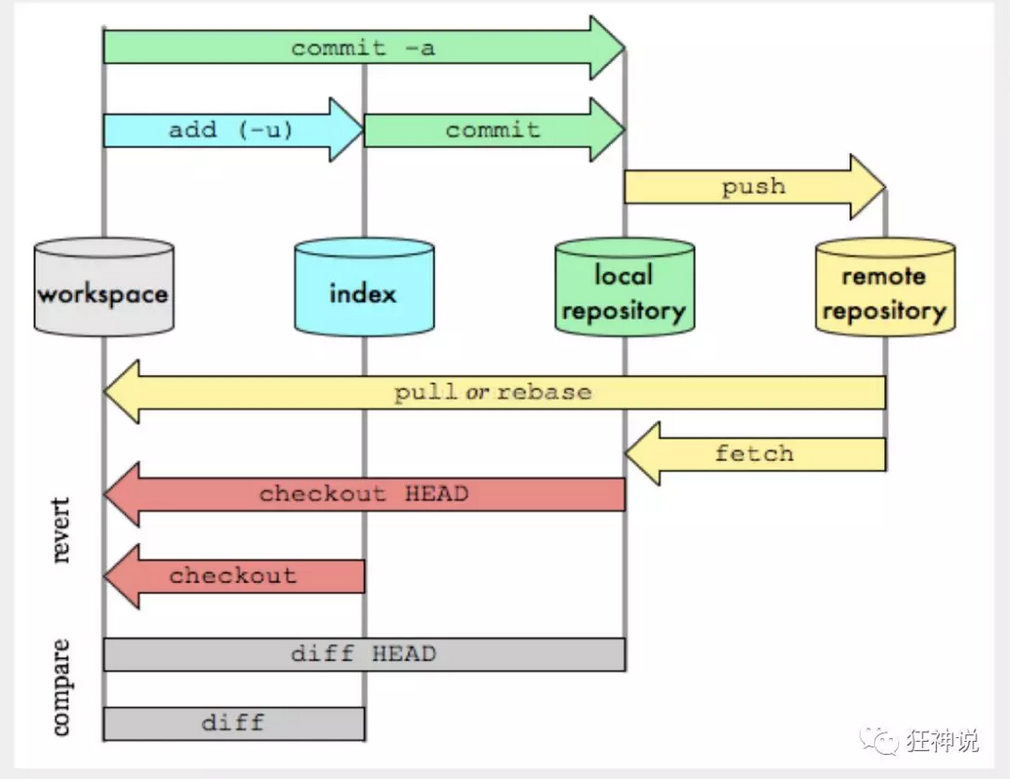 commit -a
add (-u)
commit
push
workspace
index
local
repository
remote
repository
pull or rebase
fetch
revert
checkout HEAD
checkout
compare
diff HEAD
diff
狂神说